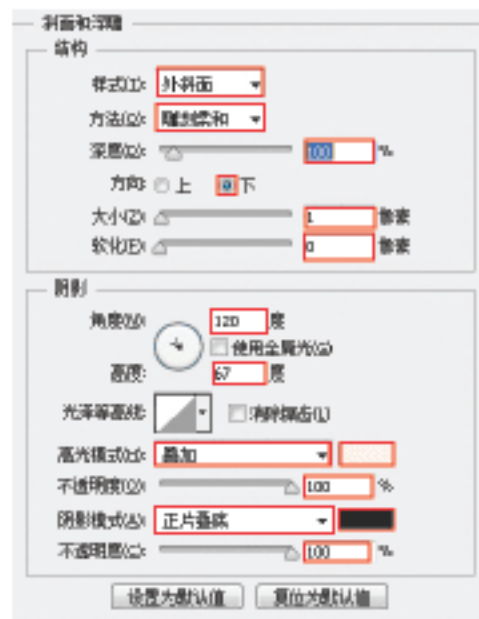 斜面和浮雕
结构
样式(T): 外斜面
方法(Q): 雕刻柔和
深度(D): 100 %
方向: 上 下
大小(Z): 1 像素
软化(F): 0 像素
阴影
角度(N): 120 度
使用全局光(G)
高度: 67 度
光泽等高线: 消除锯齿(L)
高光模式(H): 叠加
不透明度(O): 100 %
阴影模式(A): 正片叠底
不透明度(C): 100 %
设置为默认值 复位为默认值